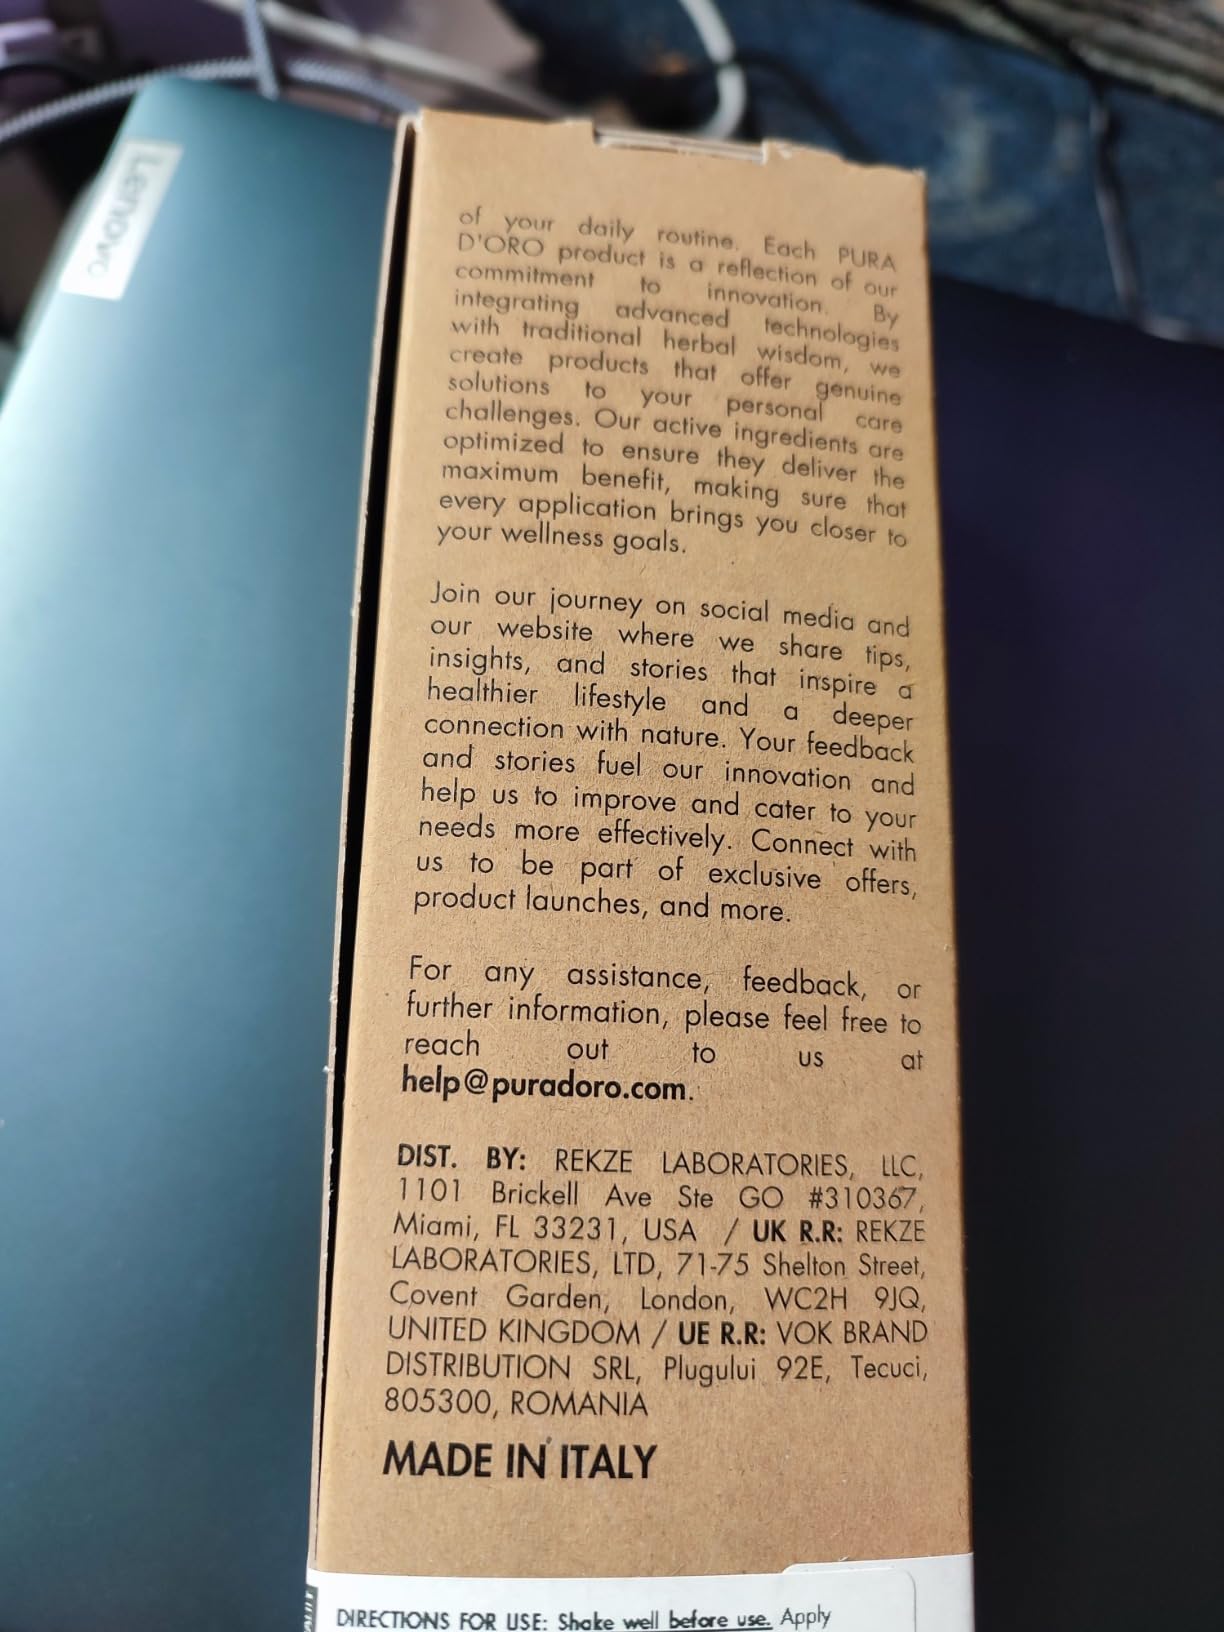 Lenovo
of your daily routine. Each PURA
D'ORO product is a reflection of our
commitment to innovation. By
integrating advanced technologies
with traditional herbal wisdom, we
create products that offer genuine
solutions to your personal care
challenges. Our active ingredients are
optimized to ensure they deliver the
maximum benefit, making sure that
every application brings you closer to
your wellness goals.
Join our journey on social media and
our website where we share tips,
insights, and stories that inspire a
healthier lifestyle and a deeper
connection with nature. Your feedback
and stories fuel our innovation and
help us to improve and cater to your
needs more effectively. Connect with
us to be part of exclusive offers,
product launches, and more.
For any assistance, feedback, or
further information, please feel free to
reach out to us at
help@puradoro.com.
DIST. BY: REKZE LABORATORIES, LLC,
1101 Brickell Ave Ste GO #310367,
Miami, FL 33231, USA / UK R.R: REKZE
LABORATORIES, LTD, 71-75 Shelton Street,
Covent Garden, London, WC2H 9JQ,
UNITED KINGDOM / UE R.R: VOK BRAND
DISTRIBUTION SRL, Plugului 92E, Tecuci,
805300, ROMANIA
MADE IN ITALY
DIRECTIONS FOR USE: Shake well before use. Apply